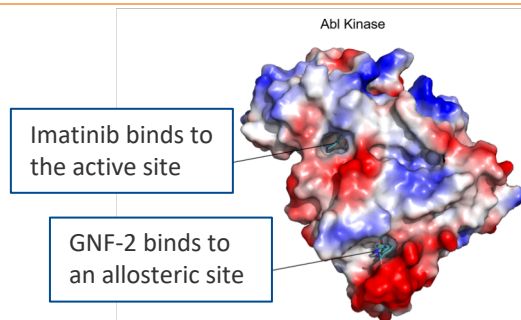 Abl Kinase
Imatinib binds to
the active site
GNF-2 binds to
an allosteric site